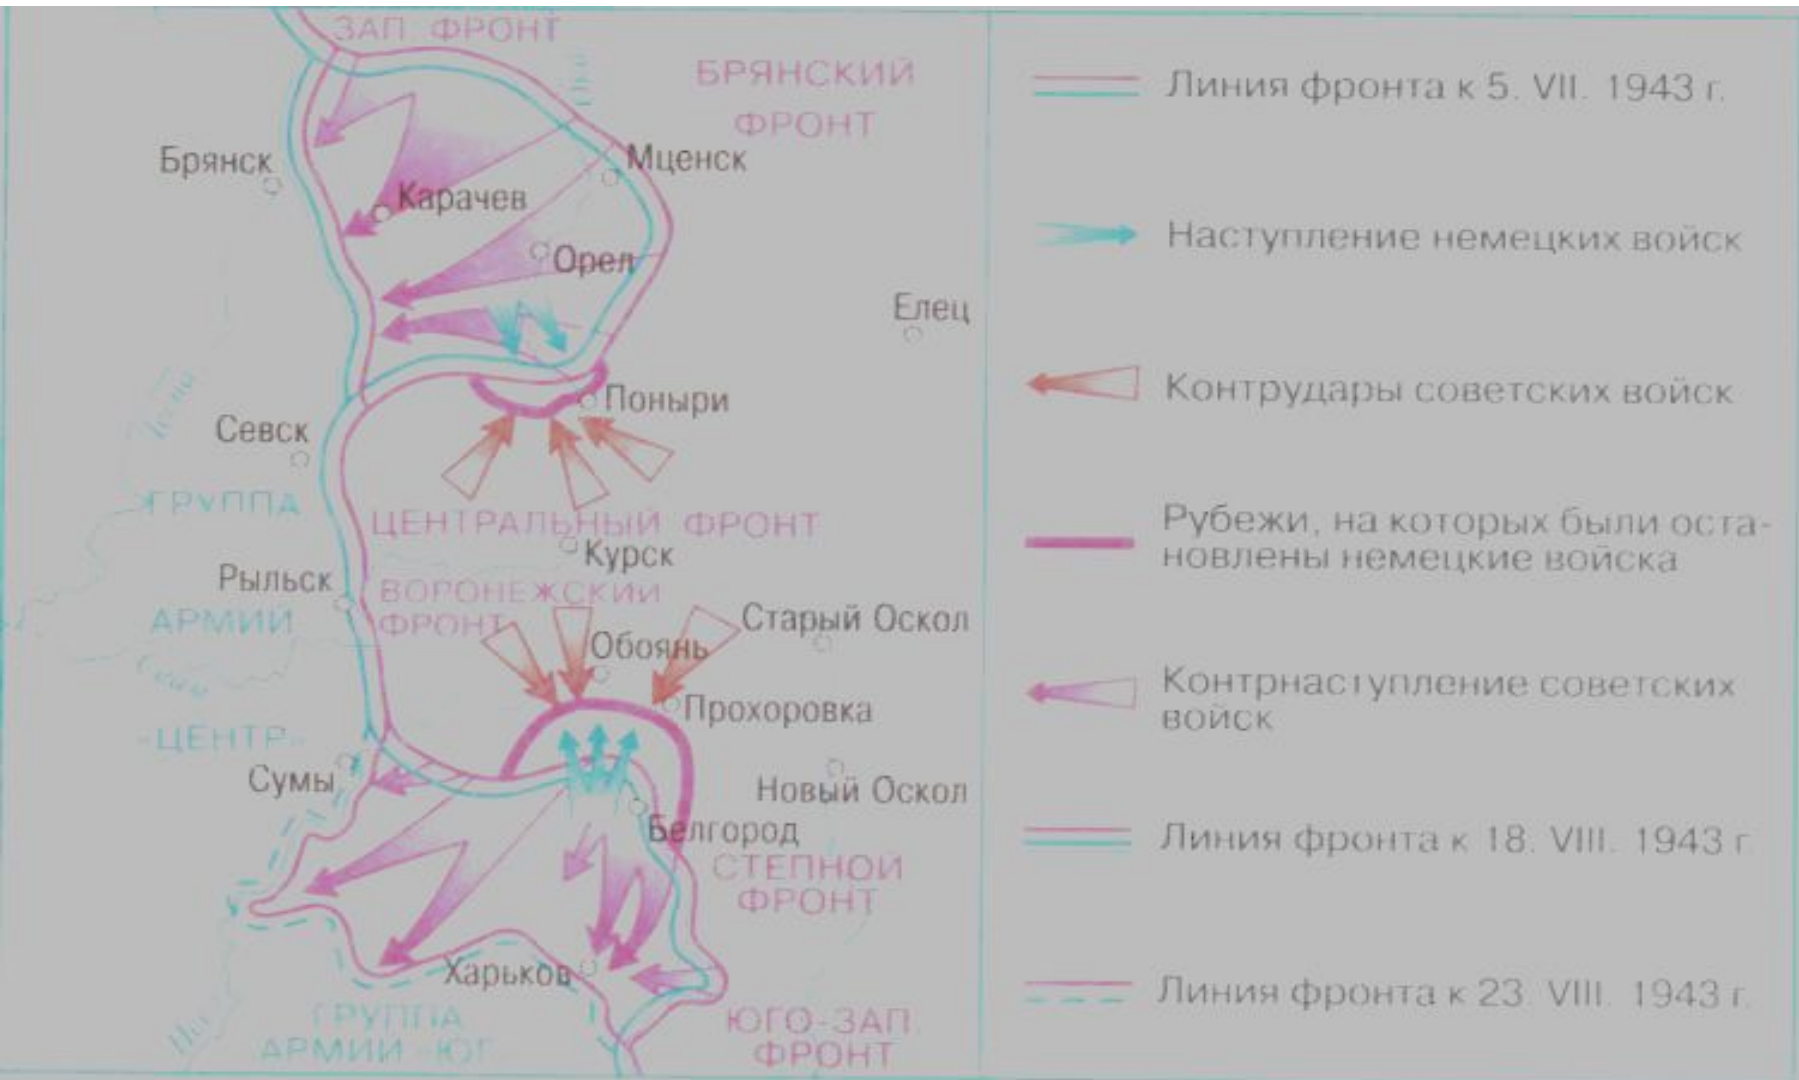 ЗАП ФРОНТ
БРЯНСКИЙ
ФРОНТ
Брянск
Мценск
Карачев
Орел
Елец
Поныри
Севск
ГРУППА
ЦЕНТРАЛЬНЫЙ ФРОНТ
Курск
Рыльск
ВОРОНЕЖСКИЙ
ФРОНТ
АРМИЙ
Старый Оскол
Обоянь
Прохоровка
«ЦЕНТР»
Сумы
Новый Оскол
Белгород
СТЕПНОЙ
ФРОНТ
Харьков
ГРУППА
АРМИЙ «ЮГ
ЮГО-ЗАП
ФРОНТ
Линия фронта к 5. VII. 1943 г.
Наступление немецких войск
Контрудары советских войск
Рубежи, на которых были оста-
новлены немецкие войска
Контрнаступление советских
войск
Линия фронта к 18. VIII. 1943 г
Линия фронта к 23 VIII. 1943 г.